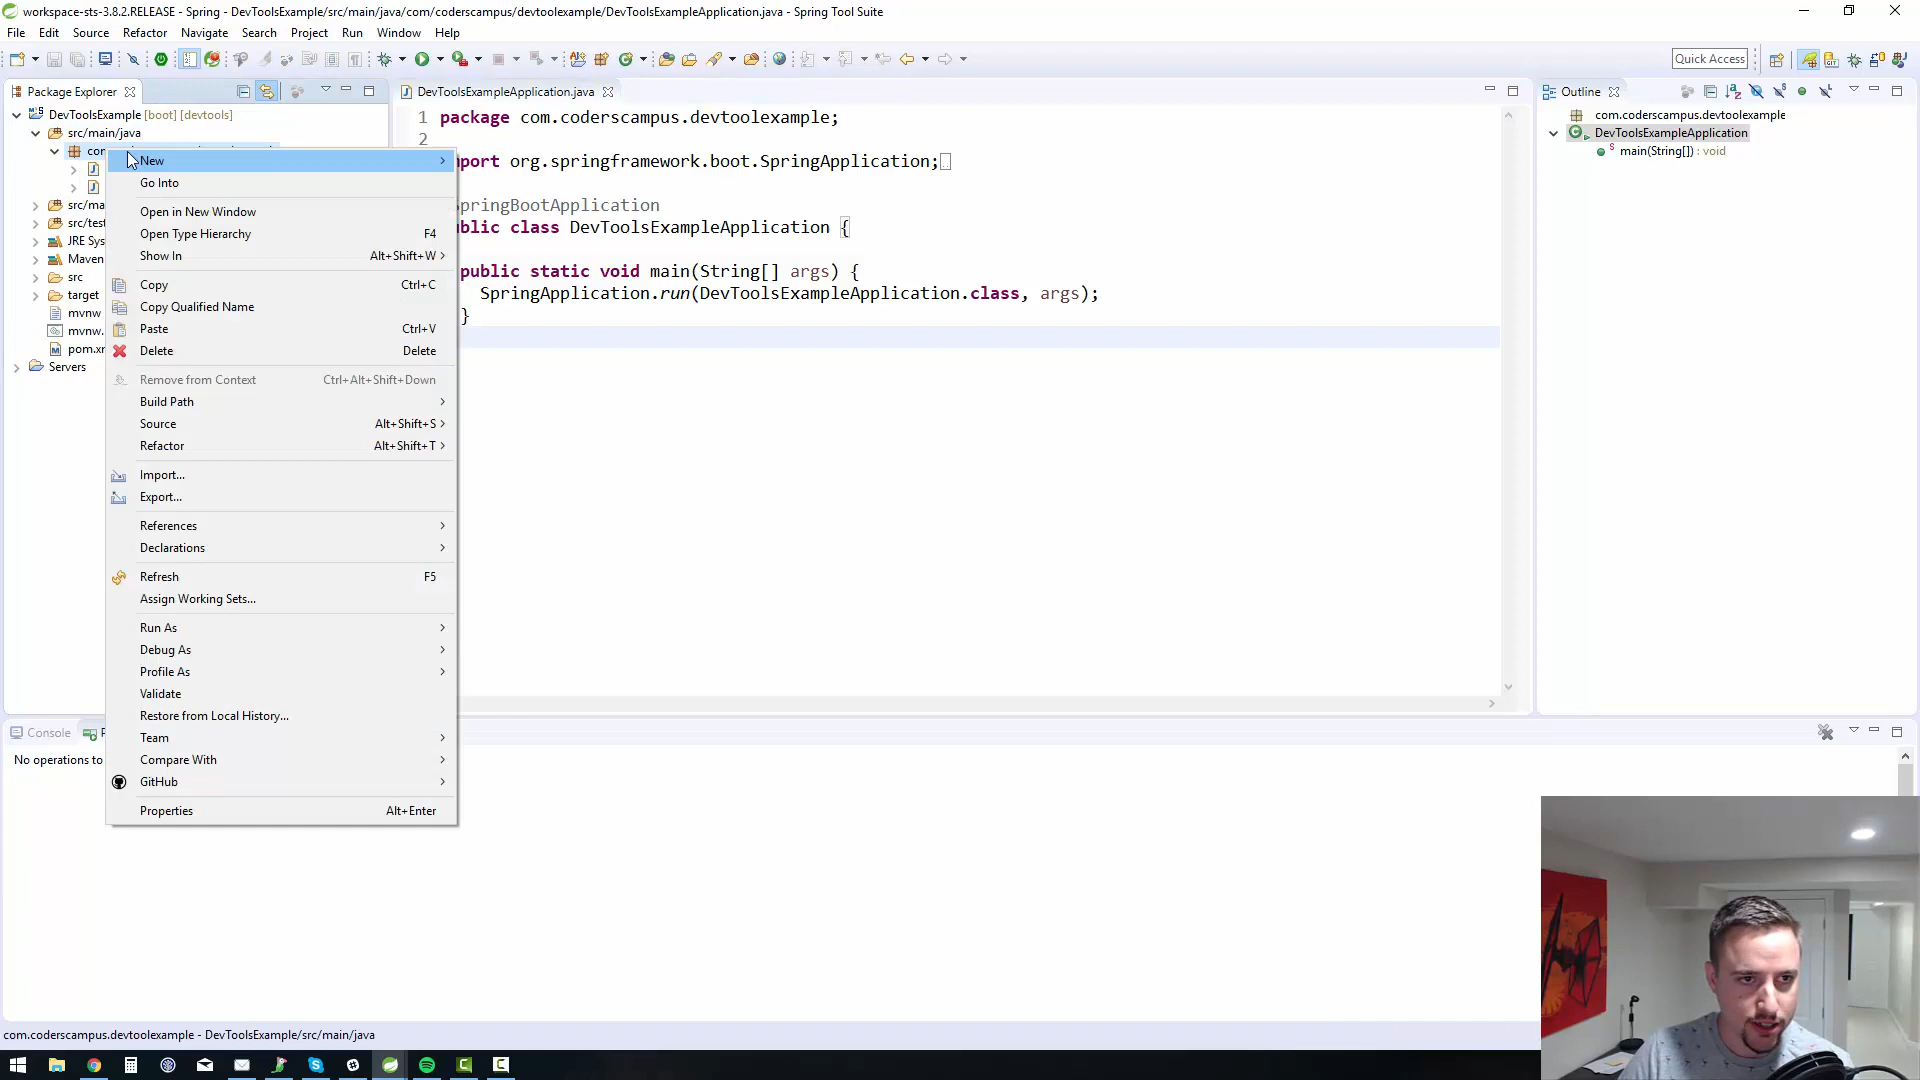 workspace-sts-3.8.2.RELEASE - Spring - DevToolsExample/src/main/java/com/coderscampus/devtoolexample/DevToolsExampleApplication.java - Spring Tool Suite
File Edit Source Refactor Navigate Search Project Run Window Help
Quick Access
Package Explorer
DevToolsExample [boot] [devtools]
src/main/java
src/ma
src/test
JRE Sys
Maven
src
target
mvnw
mvnw.
pom.xm
Servers
New
Go Into
Open in New Window
Open Type Hierarchy F4
Show In Alt+Shift+W
Copy Ctrl+C
Copy Qualified Name
Paste Ctrl+V
Delete Delete
Remove from Context Ctrl+Alt+Shift+Down
Build Path
Source Alt+Shift+S
Refactor Alt+Shift+T
Import...
Export...
References
Declarations
Refresh F5
Assign Working Sets...
Run As
Debug As
Profile As
Validate
Restore from Local History...
Team
Compare With
GitHub
Properties Alt+Enter
DevToolsExampleApplication.java
1 package com.coderscampus.devtoolexample;
2
mport org.springframework.boot.SpringApplication;
pringBootApplication
blic class DevToolsExampleApplication {
public static void main(String[] args) {
SpringApplication.run(DevToolsExampleApplication.class, args);
}
Outline
com.coderscampus.devtoolexample
DevToolsExampleApplication
main(String[]) : void
Console
No operations to
com.coderscampus.devtoolexample - DevToolsExample/src/main/java